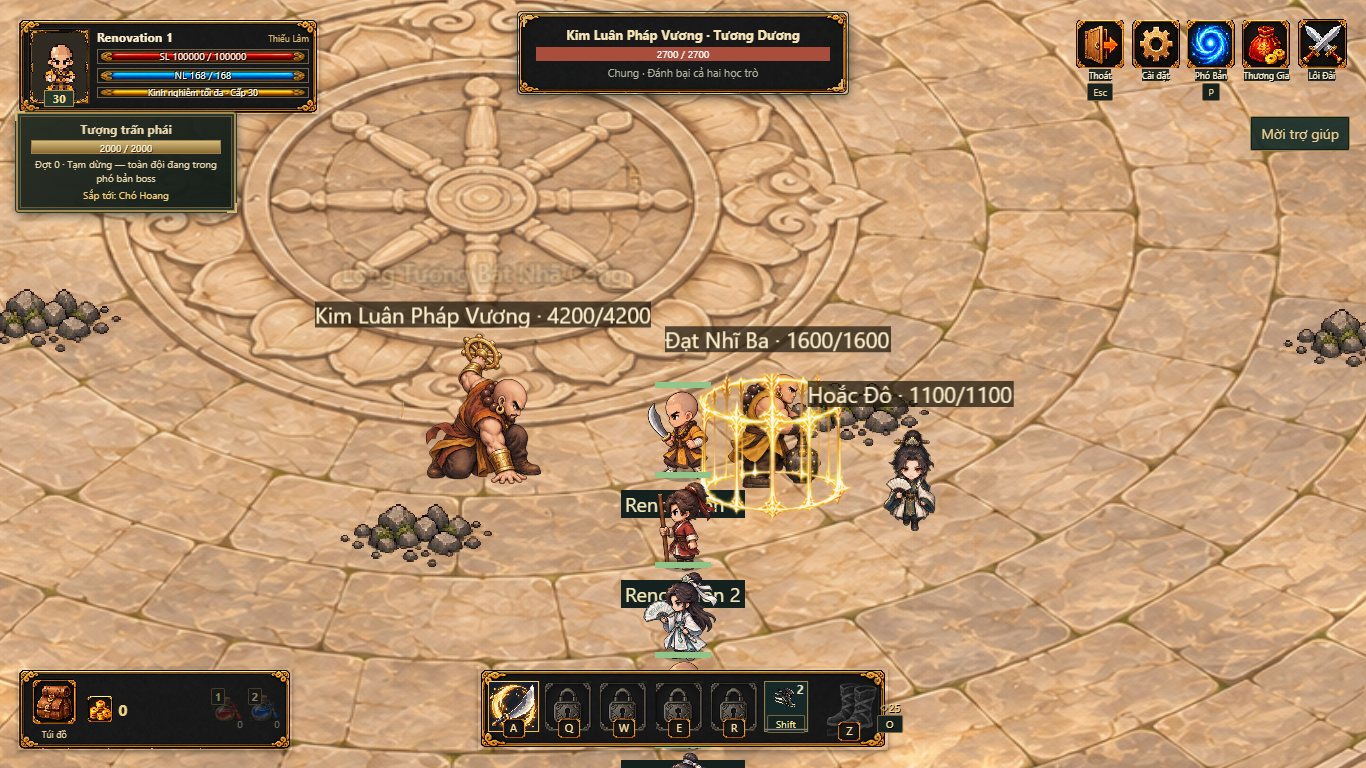 Renovation 1
Thiếu Lâm
SL 100000 / 100000
NL 168 / 168
Kinh nghiệm tối đa · Cấp 30
30
Tượng trấn phái
2000 / 2000
Đợt 0 · Tạm dừng — toàn đội đang trong
phó bản boss
Sắp tới: Chó Hoang
Kim Luân Pháp Vương · Tương Dương
2700 / 2700
Chung · Đánh bại cả hai học trò
Thoát
Cài đặt
Phó Bản
Thương Gia
Lôi Đài
Esc
P
Mời trợ giúp
Long Tượng Bát Nhã Công
Kim Luân Pháp Vương · 4200/4200
Đạt Nhĩ Ba · 1600/1600
Hoắc Đô · 1100/1100
2
Túi đồ
0
1
0
2
0
A
Q
W
E
R
2
Shift
Z
25
O